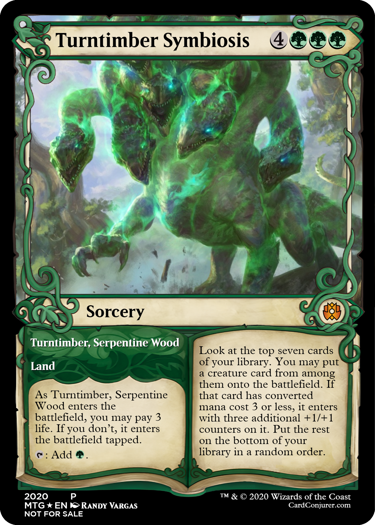 Turntimber Symbiosis 4
Sorcery
Turntimber, Serpentine Wood
Land
As Turntimber, Serpentine
Wood enters the
battlefield, you may pay 3
life. If you don't, it enters
the battlefield tapped.
: Add .
Look at the top seven cards
of your library. You may put
a creature card from among
them onto the battlefield. If
that card has converted
mana cost 3 or less, it enters
with three additional +1/+1
counters on it. Put the rest
on the bottom of your
library in a random order.
2020 P
MTG ★ EN RANDY VARGAS
NOT FOR SALE
™ & © 2020 Wizards of the Coast
CardConjurer.com